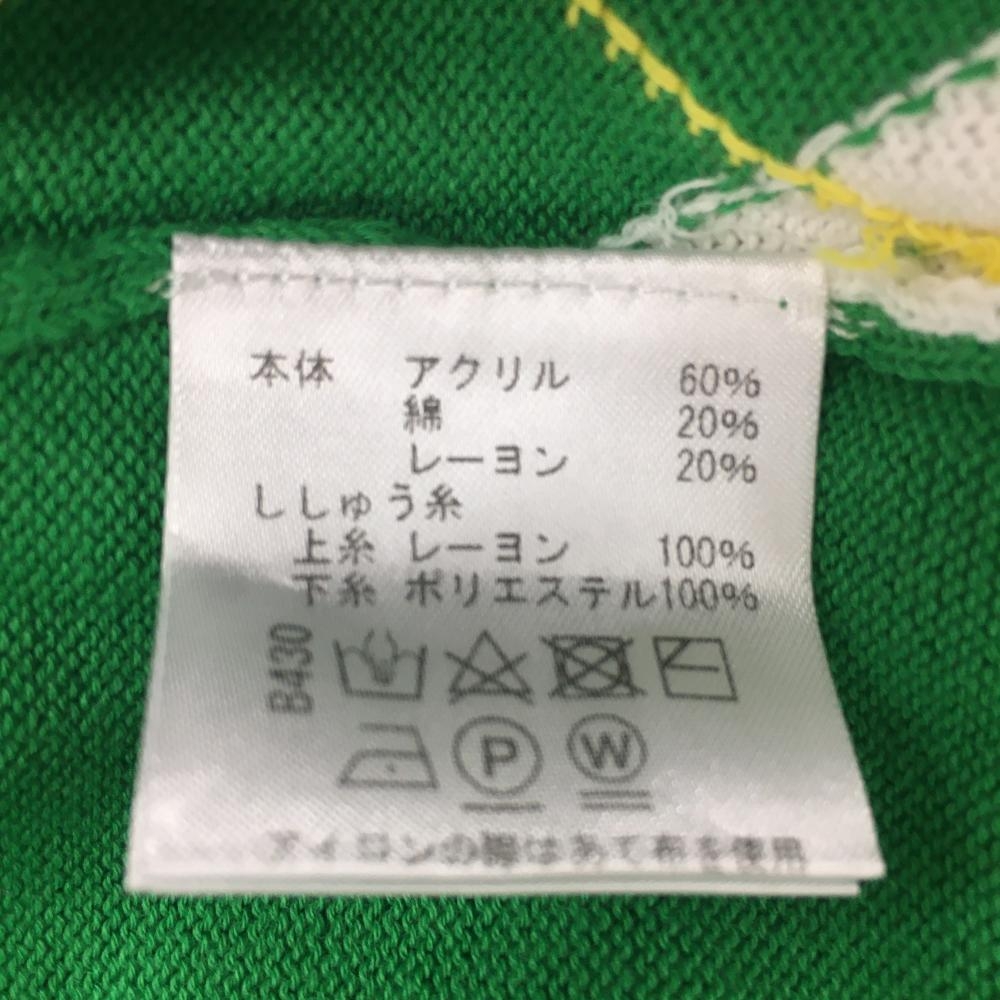 本体 アクリル 60%
綿 20%
レーヨン 20%
ししゅう糸
上糸 レーヨン 100%
下糸 ポリエステル100%
B430
P W
アイロンの際はあて布を使用